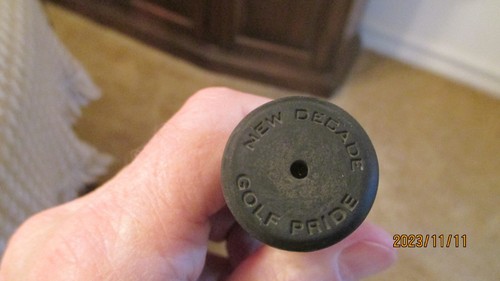 NEW DECADE
GOLF PRIDE
2023/11/11